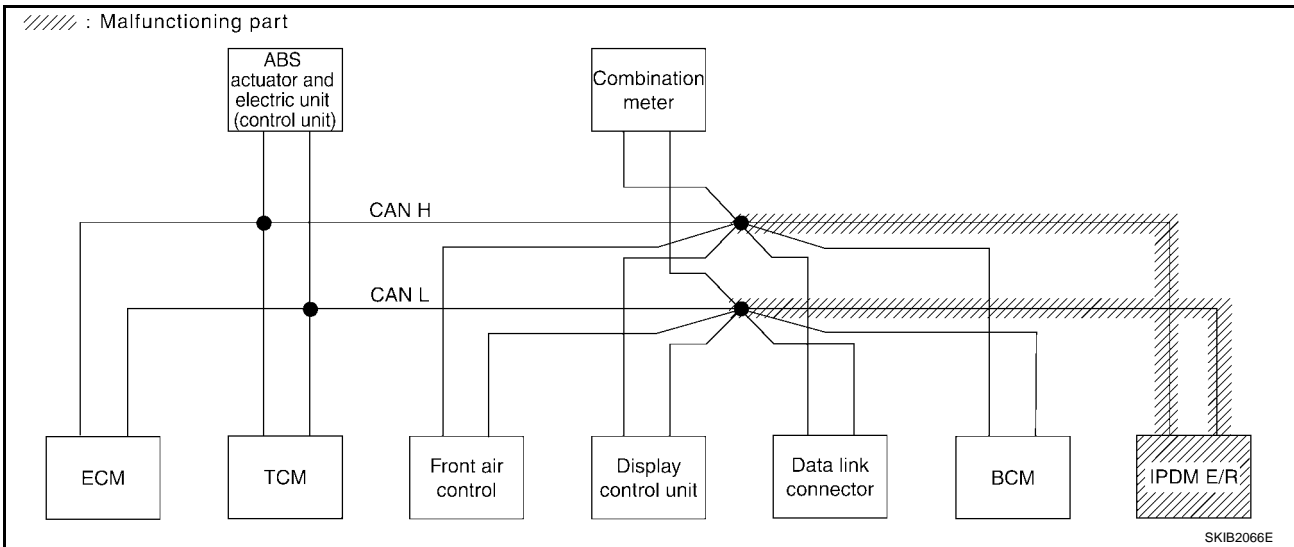 : Malfunctioning part
ABS
actuator and
electric unit
(control unit)
Combination
meter
CAN H
CAN L
ECM
TCM
Front air
control
Display
control unit
Data link
connector
BCM
IPDM E/R
SKIB2066E